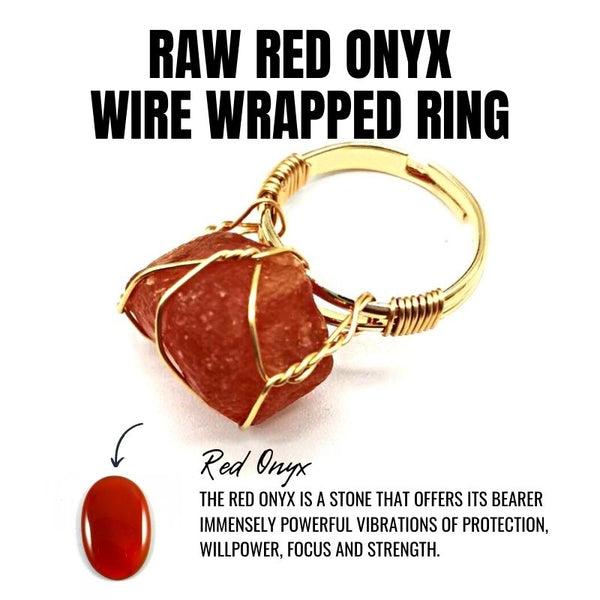 RAW RED ONYX
WIRE WRAPPED RING
Red Onyx
THE RED ONYX IS A STONE THAT OFFERS ITS BEARER
IMMENSELY POWERFUL VIBRATIONS OF PROTECTION,
WILLPOWER, FOCUS AND STRENGTH.